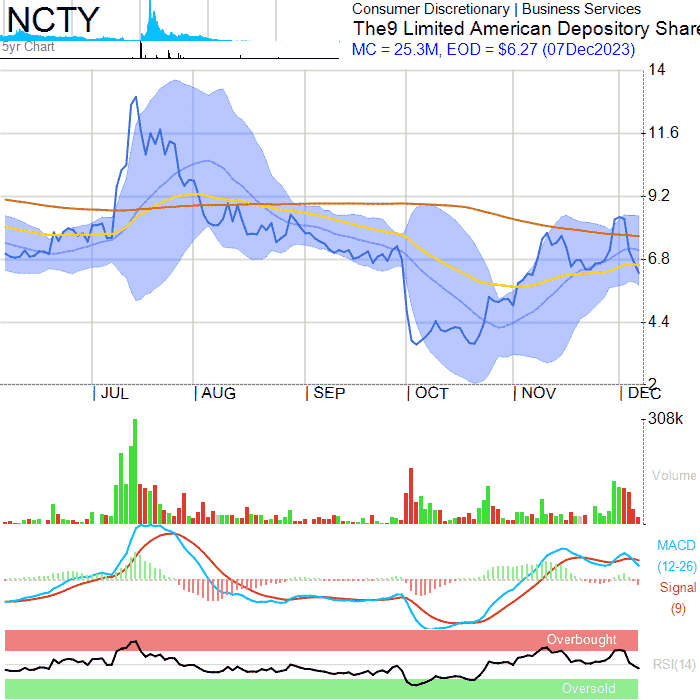 NCTY
5yr Chart
Consumer Discretionary | Business Services
The9 Limited American Depository Share
MC = 25.3M, EOD = $6.27 (07Dec2023)
14
11.6
9.2
6.8
4.4
2
JUL AUG SEP OCT NOV DEC
308k
Volume
MACD
(12-26)
Signal
(9)
Overbought
RSI(14)
Oversold